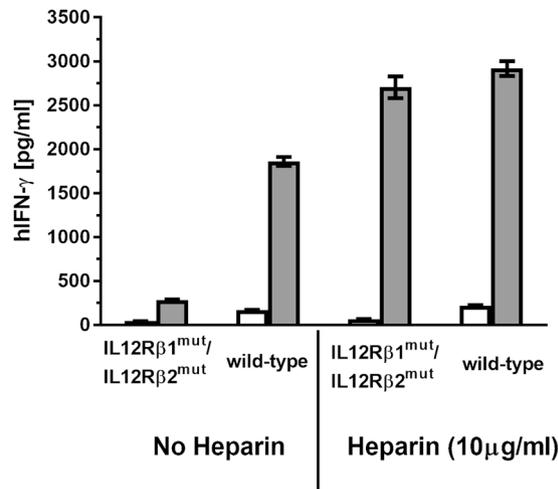 3500
3000
2500
2000
1500
1000
500
0
hIFN-γ [pg/ml]
IL12Rβ1mut/
IL12Rβ2mut
wild-type
IL12Rβ1mut/
IL12Rβ2mut
wild-type
No Heparin
Heparin (10μg/ml)